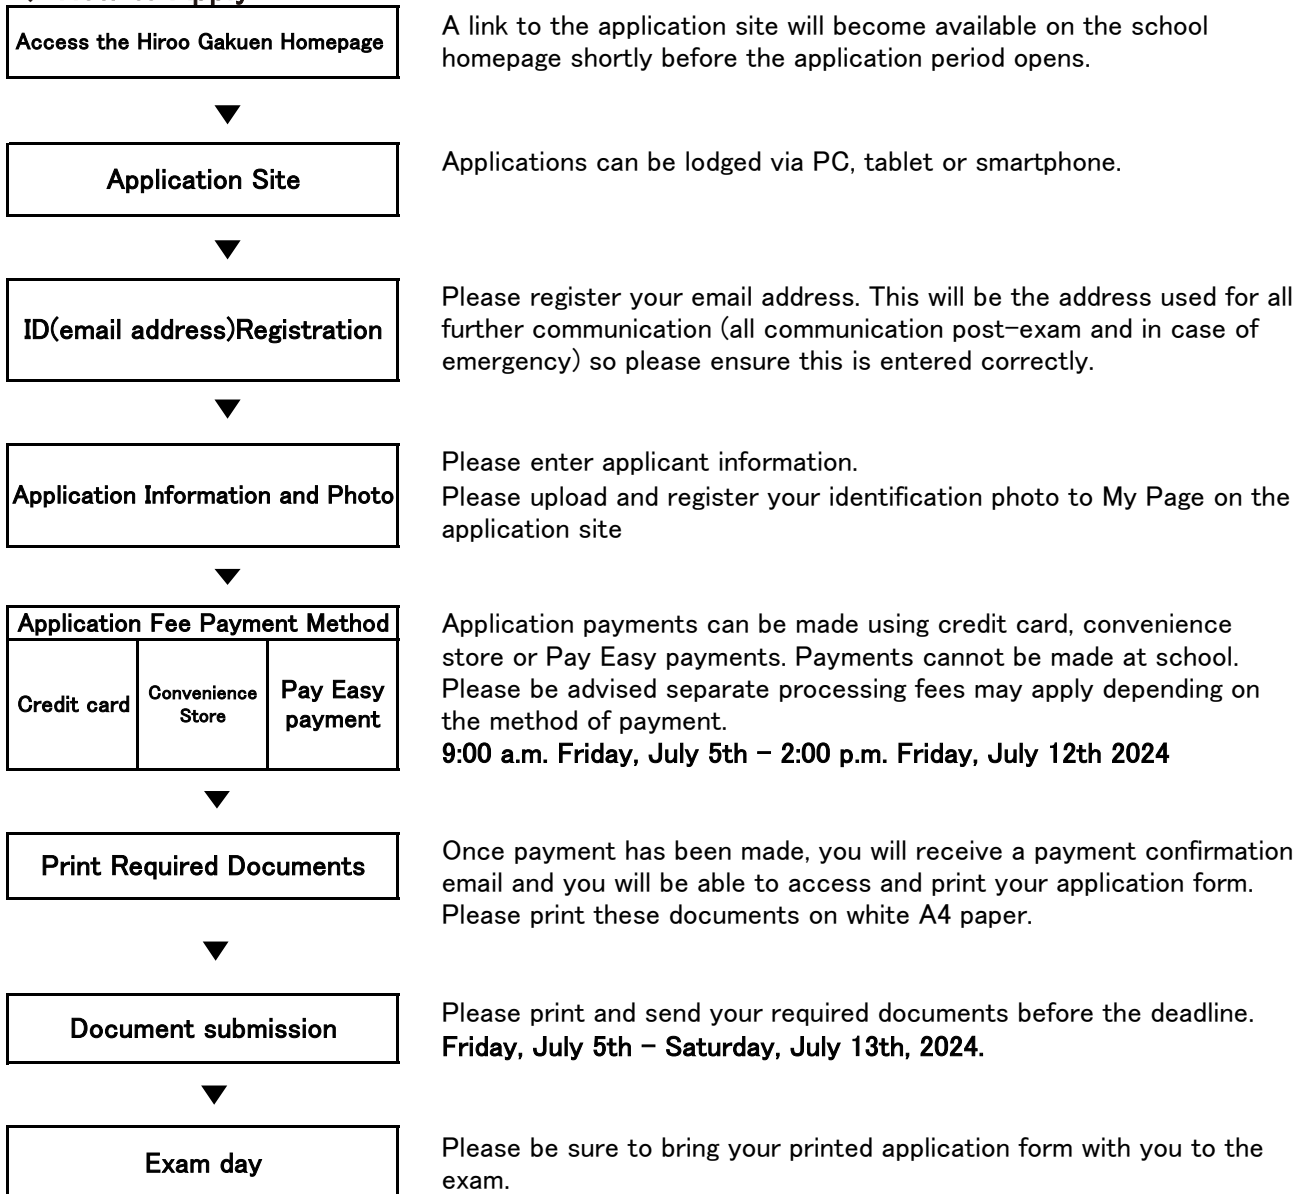 Access the Hiroo Gakuen Homepage
A link to the application site will become available on the school
homepage shortly before the application period opens.
Application Site
Applications can be lodged via PC, tablet or smartphone.
ID(email address)Registration
Please register your email address. This will be the address used for all
further communication (all communication post-exam and in case of
emergency) so please ensure this is entered correctly.
Application Information and Photo
Please enter applicant information.
Please upload and register your identification photo to My Page on the
application site
Application Fee Payment Method
Credit card
Convenience
Store
Pay Easy
payment
Application payments can be made using credit card, convenience
store or Pay Easy payments. Payments cannot be made at school.
Please be advised separate processing fees may apply depending on
the method of payment.
9:00 a.m. Friday, July 5th - 2:00 p.m. Friday, July 12th 2024
Print Required Documents
Once payment has been made, you will receive a payment confirmation
email and you will be able to access and print your application form.
Please print these documents on white A4 paper.
Document submission
Please print and send your required documents before the deadline.
Friday, July 5th - Saturday, July 13th, 2024.
Exam day
Please be sure to bring your printed application form with you to the
exam.